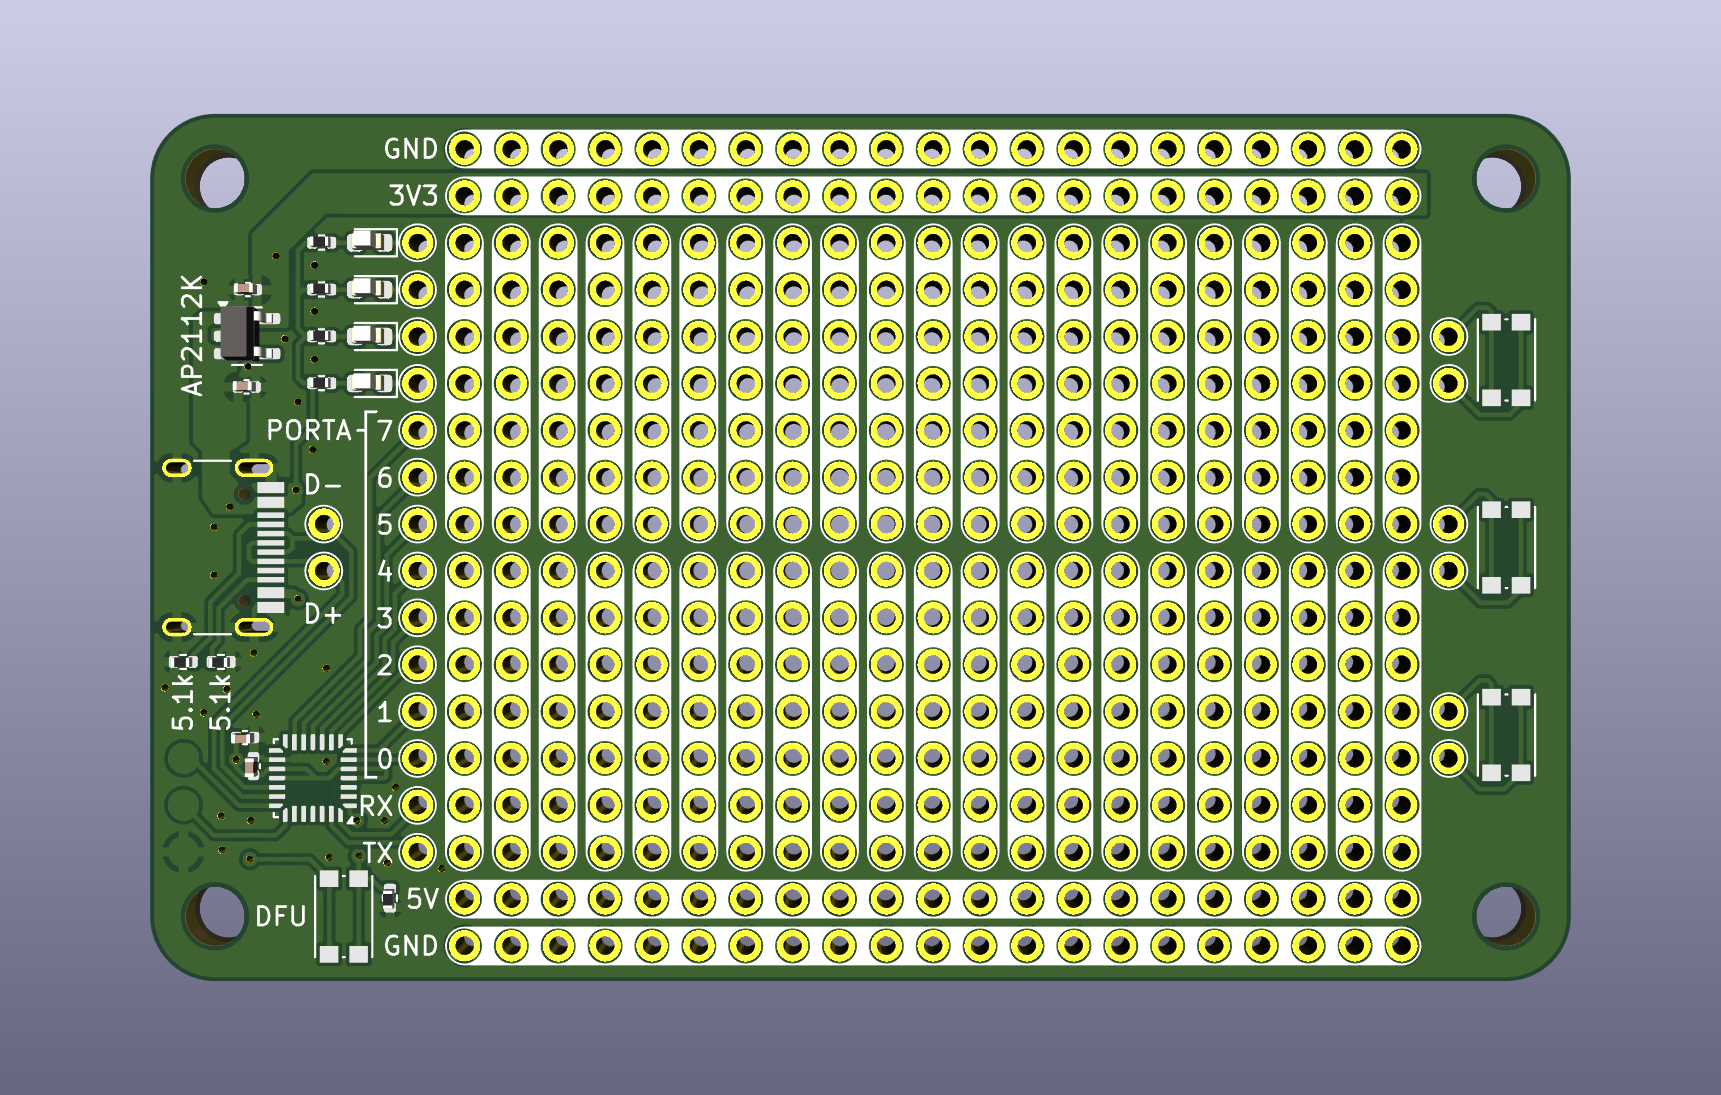 GND
3V3
AP2112K
PORTA
7
6
D-
5
4
D+
3
2
5.1k
5.1k
1
0
RX
TX
5V
DFU
GND